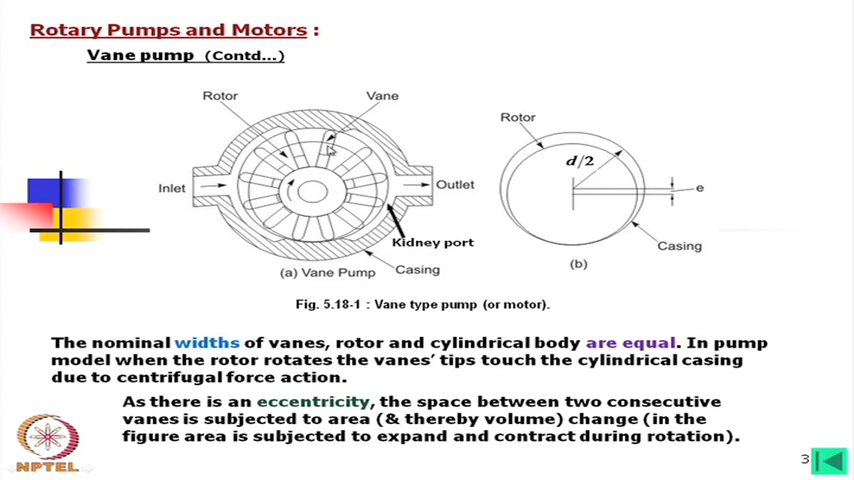 Rotary Pumps and Motors :
Vane pump (Contd...)
Rotor
Vane
Inlet
Outlet
Kidney port
(a) Vane Pump
Casing
Rotor
d/2
e
Casing
(b)
Fig. 5.18-1 : Vane type pump (or motor).
The nominal widths of vanes, rotor and cylindrical body are equal. In pump
model when the rotor rotates the vanes’ tips touch the cylindrical casing
due to centrifugal force action.
As there is an eccentricity, the space between two consecutive
vanes is subjected to area (& thereby volume) change (in the
figure area is subjected to expand and contract during rotation).
NPTEL
3